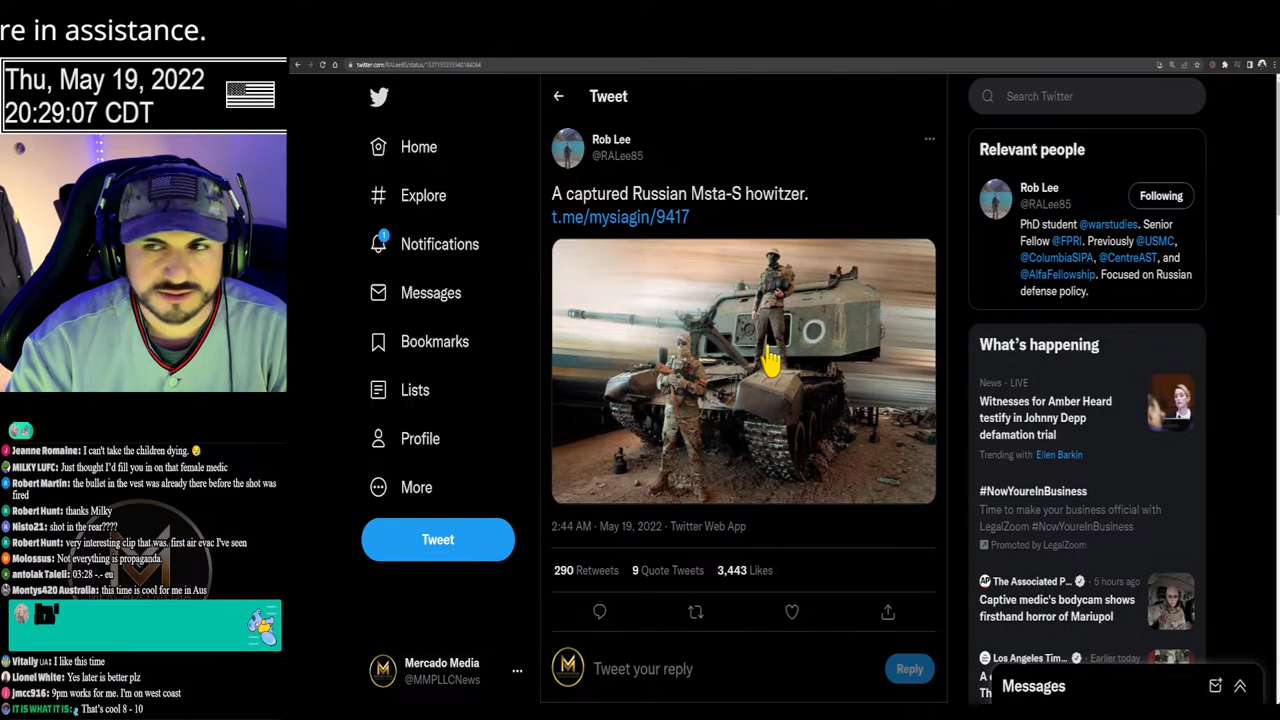 re in assistance.
Thu, May 19, 2022
20:29:07 CDT
Jeanne Romaine: I can't take the children dying.
MILKY LUFC: Just thought I'd fill you in on that female medic
Robert Martin: the bullet in the vest was already there before the shot was
fired
Robert Hunt: thanks Milky
Nisto21: shot in the rear????
Robert Hunt: very interesting clip that was. first air evac I've seen
Molossus: Not everything is propaganda.
antolak Taleli: 03:28 -.- eu
Montys420 Australia: this time is cool for me in Aus
Vitally UA: I like this time
Lionel White: Yes later is better plz
jmcc916: 9pm works for me. I'm on west coast
IT IS WHAT IT IS: That's cool 8 - 10
Home
Explore
1
Notifications
Messages
Bookmarks
Lists
Profile
More
Tweet
Mercado Media
@MMPLLCNews
Tweet
Rob Lee
@RALee85
A captured Russian Msta-S howitzer.
t.me/mysiagin/9417
2:44 AM · May 19, 2022 · Twitter Web App
290 Retweets 9 Quote Tweets 3,443 Likes
Tweet your reply
Reply
Search Twitter
Relevant people
Rob Lee
@RALee85
Following
PhD student @warstudies. Senior
Fellow @FPRI. Previously @USMC,
@ColumbiaSIPA, @CentreAST, and
@AlfaFellowship. Focused on Russian
defense policy.
What's happening
News · LIVE
Witnesses for Amber Heard
testify in Johnny Depp
defamation trial
Trending with Ellen Barkin
#NowYoureInBusiness
Time to make your business official with
LegalZoom #NowYoureInBusiness
Promoted by LegalZoom
The Associated P... · 5 hours ago
Captive medic's bodycam shows
firsthand horror of Mariupol
Los Angeles Tim... · Earlier today
Messages